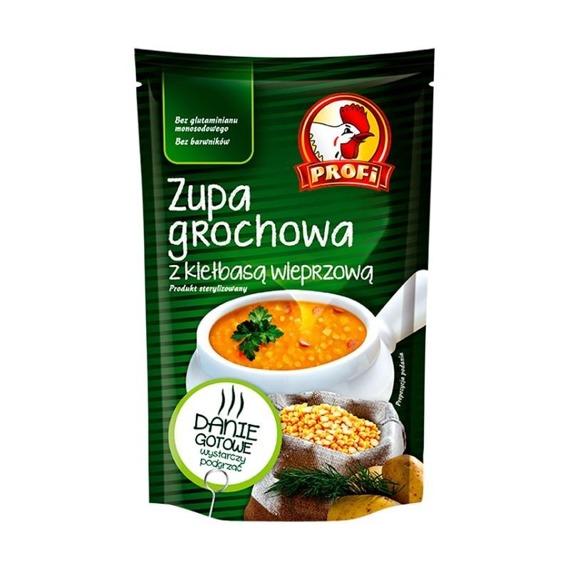 Bez glutaminianu
monosodowego
Bez barwników
PROFI
Zupa
grochowa
z kiełbasą wieprzową
Produkt sterylizowany
Propozycja podania
DANIE
GOTOWE
wystarczy
podgrzać